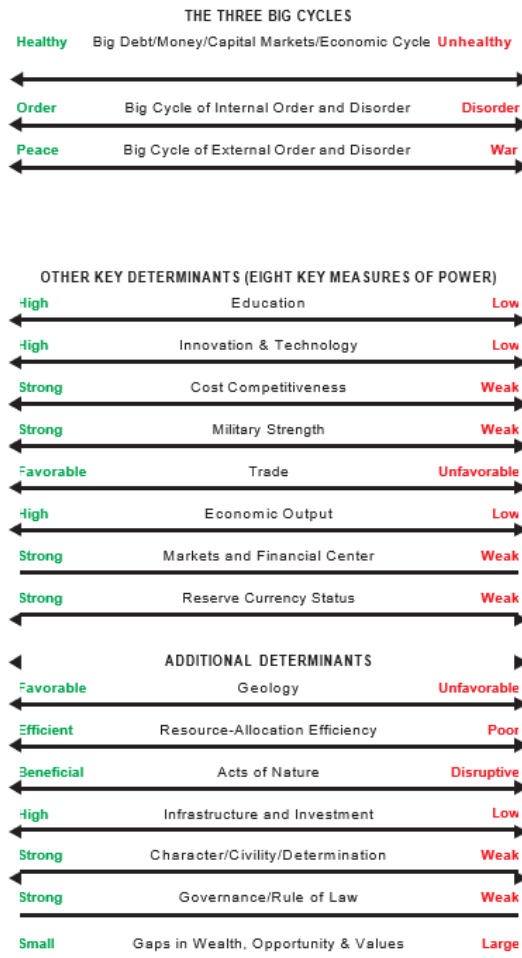 THE THREE BIG CYCLES
Healthy Big Debt/Money/Capital Markets/Economic Cycle Unhealthy
Order Big Cycle of Internal Order and Disorder Disorder
Peace Big Cycle of External Order and Disorder War
OTHER KEY DETERMINANTS (EIGHT KEY MEASURES OF POWER)
High Education Low
High Innovation & Technology Low
Strong Cost Competitiveness Weak
Strong Military Strength Weak
Favorable Trade Unfavorable
High Economic Output Low
Strong Markets and Financial Center Weak
Strong Reserve Currency Status Weak
ADDITIONAL DETERMINANTS
Favorable Geology Unfavorable
Efficient Resource-Allocation Efficiency Poor
Beneficial Acts of Nature Disruptive
High Infrastructure and Investment Low
Strong Character/Civility/Determination Weak
Strong Governance/Rule of Law Weak
Small Gaps in Wealth, Opportunity & Values Large